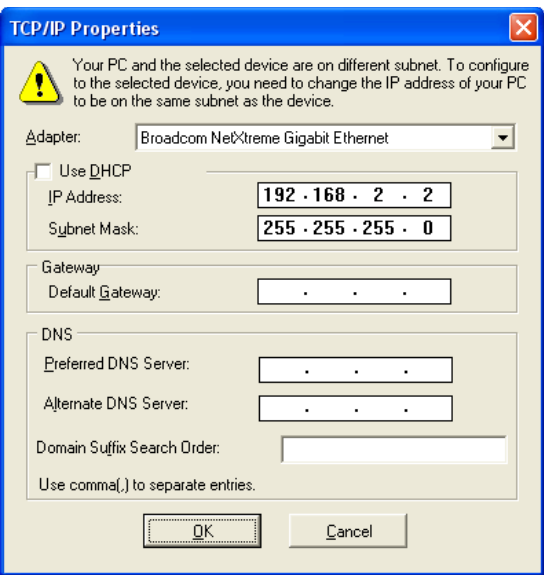 TCP/IP Properties
Your PC and the selected device are on different subnet. To configure
to the selected device, you need to change the IP address of your PC
to be on the same subnet as the device.
Adapter: Broadcom NetXtreme Gigabit Ethernet
Use DHCP
IP Address: 192 . 168 . 2 . 2
Subnet Mask: 255 . 255 . 255 . 0
Gateway
Default Gateway: . . .
DNS
Preferred DNS Server: . . .
Alternate DNS Server: . . .
Domain Suffix Search Order:
Use comma(,) to separate entries.
OK Cancel